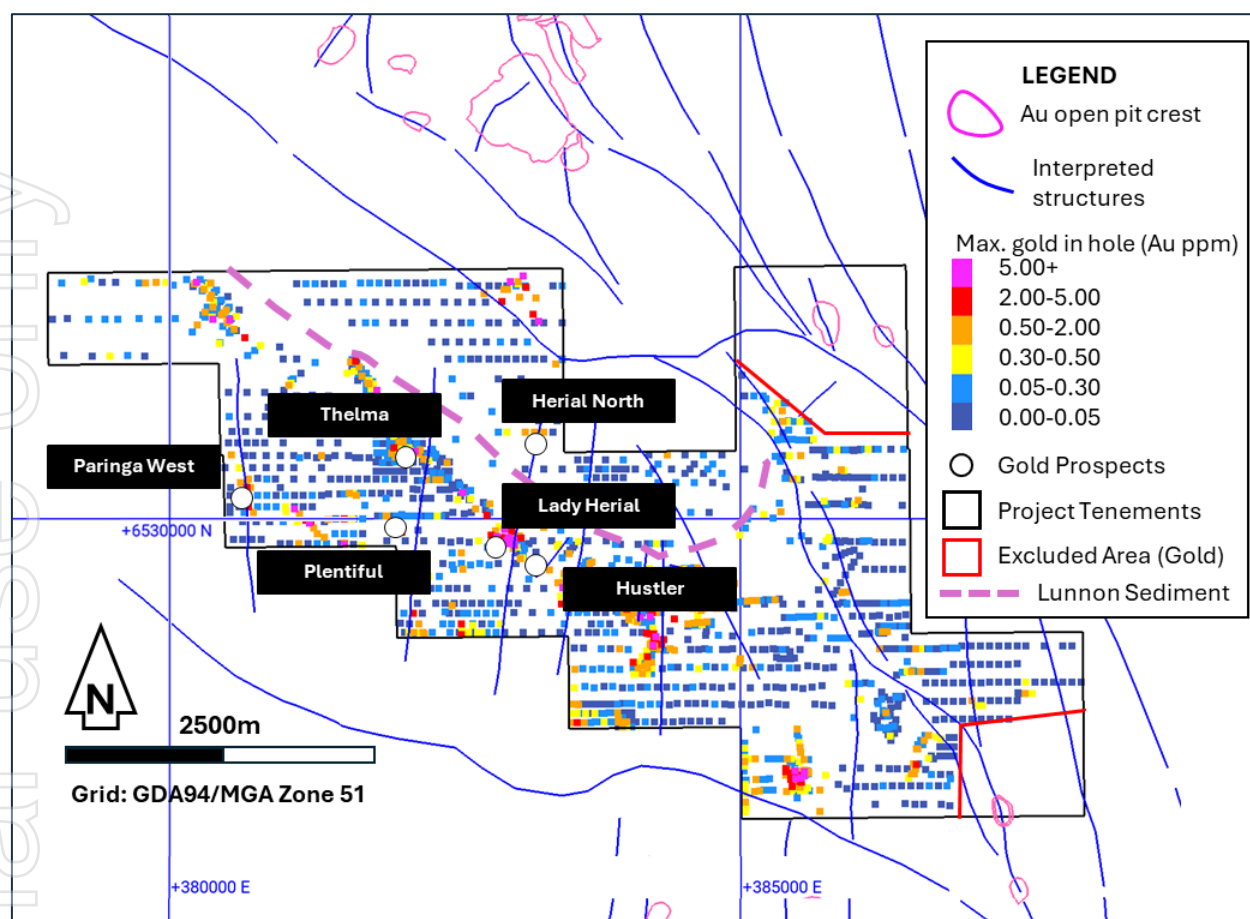 LEGEND
Au open pit crest
Interpreted
structures
Max. gold in hole (Au ppm)
5.00+
2.00-5.00
0.50-2.00
0.30-0.50
0.05-0.30
0.00-0.05
Gold Prospects
Project Tenements
Excluded Area (Gold)
Lunnon Sediment
Thelma
Herial North
Paringa West
Lady Herial
+6530000 N
Plentiful
Hustler
N
2500m
Grid: GDA94/MGA Zone 51
+380000 E
+385000 E